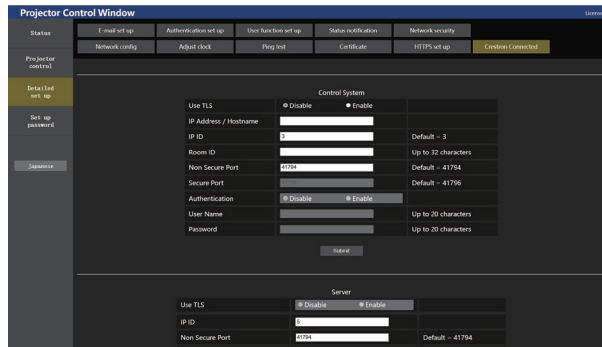 Projector Control Window
License
Status
E-mail set up
Authentication set up
User function set up
Status notification
Network security
Network config
Adjust clock
Ping test
Certificate
HTTPS set up
Crestron Connected
Projector control
Detailed set up
Set up password
Japanese
Control System
Use TLS Disable Enable
IP Address / Hostname
IP ID 3 Default = 3
Room ID Up to 32 characters
Non Secure Port 41794 Default = 41794
Secure Port Default = 41796
Authentication Disable Enable
User Name Up to 20 characters
Password Up to 20 characters
Submit
Server
Use TLS Disable Enable
IP ID 5
Non Secure Port 41794 Default = 41794